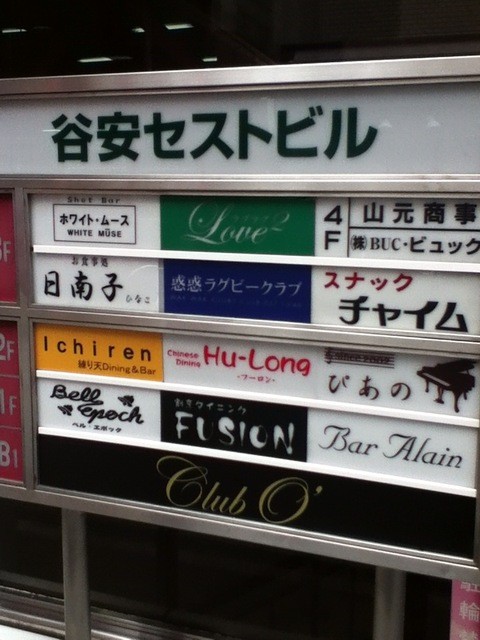 谷安セストビル
Shot Bar
ホワイト・ムース
WHITE MUSE
Love²
4F
山元商事
㈱BUC・ビュック
お食事処
日南子
ひなこ
惑惑ラグビークラブ
スナック
チャイム
2F
Ichiren
練り天Dining&Bar
Chinese Dining
Hu-Long
-フーロン-
ぴあの
1F
Bell epoch
ベル・エポック
FUSION
Bar Alain
B1
Club O'